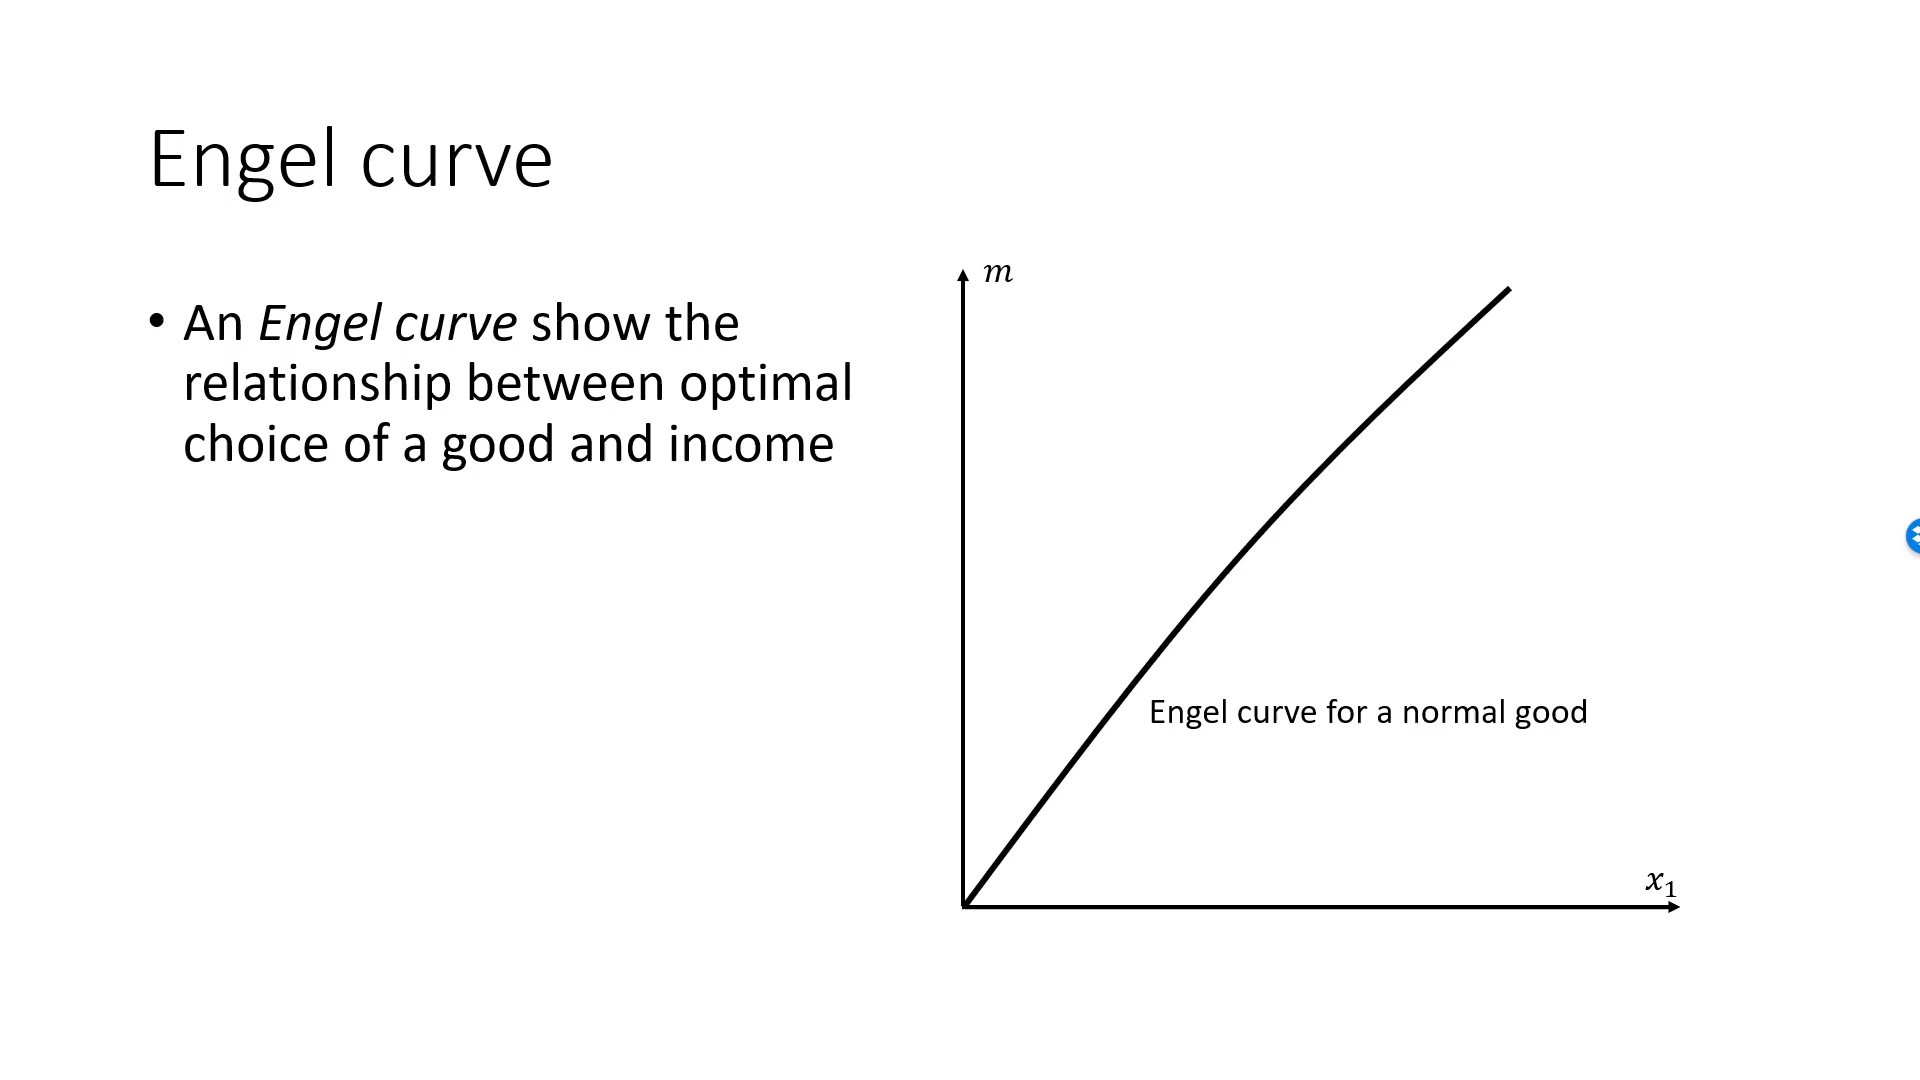 Engel curve
• An Engel curve show the
relationship between optimal
choice of a good and income
m
Engel curve for a normal good
x₁